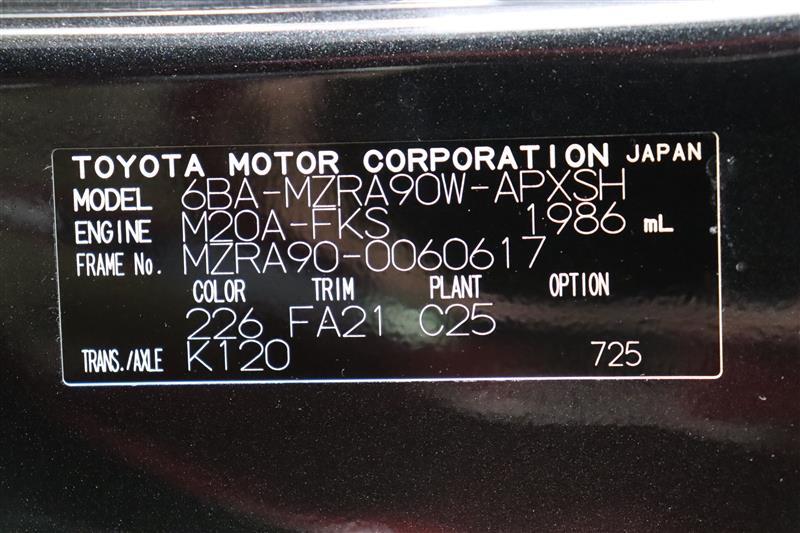 TOYOTA MOTOR CORPORATION JAPAN
MODEL 6BA-MZRA90W-APXSH
ENGINE M20A-FKS 1986 mL
FRAME No. MZRA90-0060617
COLOR TRIM PLANT OPTION
226 FA21 C25
TRANS./AXLE K120 725